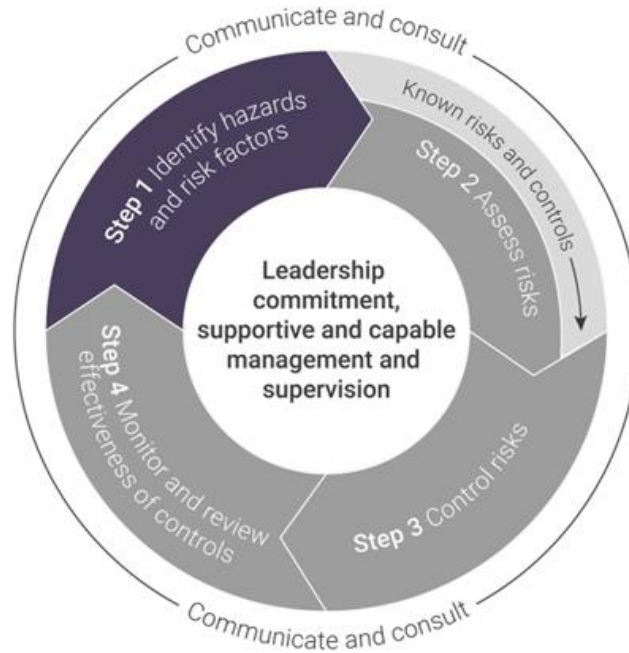 Communicate and consult
Step 1 Identify hazards
and risk factors
Known risks and controls
Step 2 Assess risks
Leadership
commitment,
supportive and capable
management and
supervision
Step 3 Control risks
Step 4 Monitor and review
effectiveness of controls
Communicate and consult